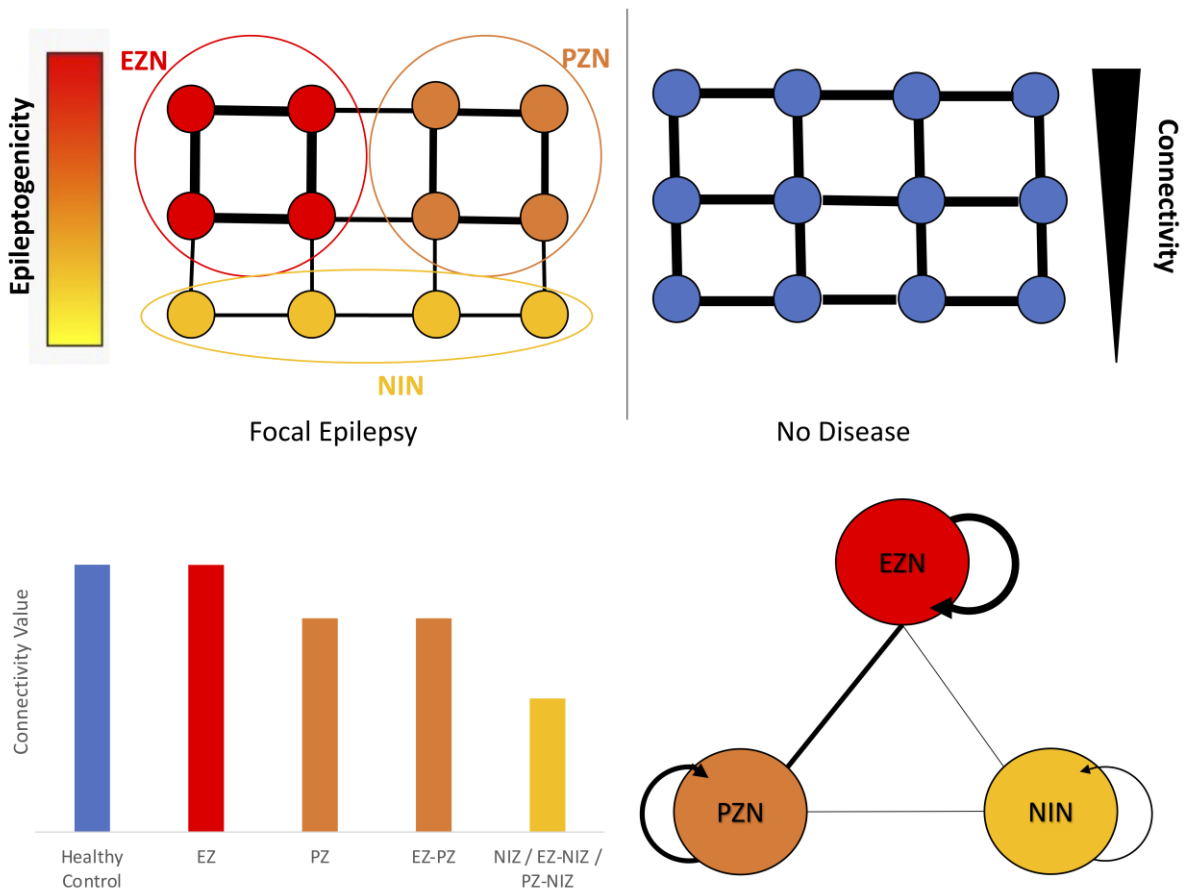 EZN
PZN
Epileptogenicity
Connectivity
NIN
Focal Epilepsy
No Disease
Connectivity Value
Healthy
Control
EZ
PZ
EZ-PZ
NIZ / EZ-NIZ /
PZ-NIZ
EZN
PZN
NIN